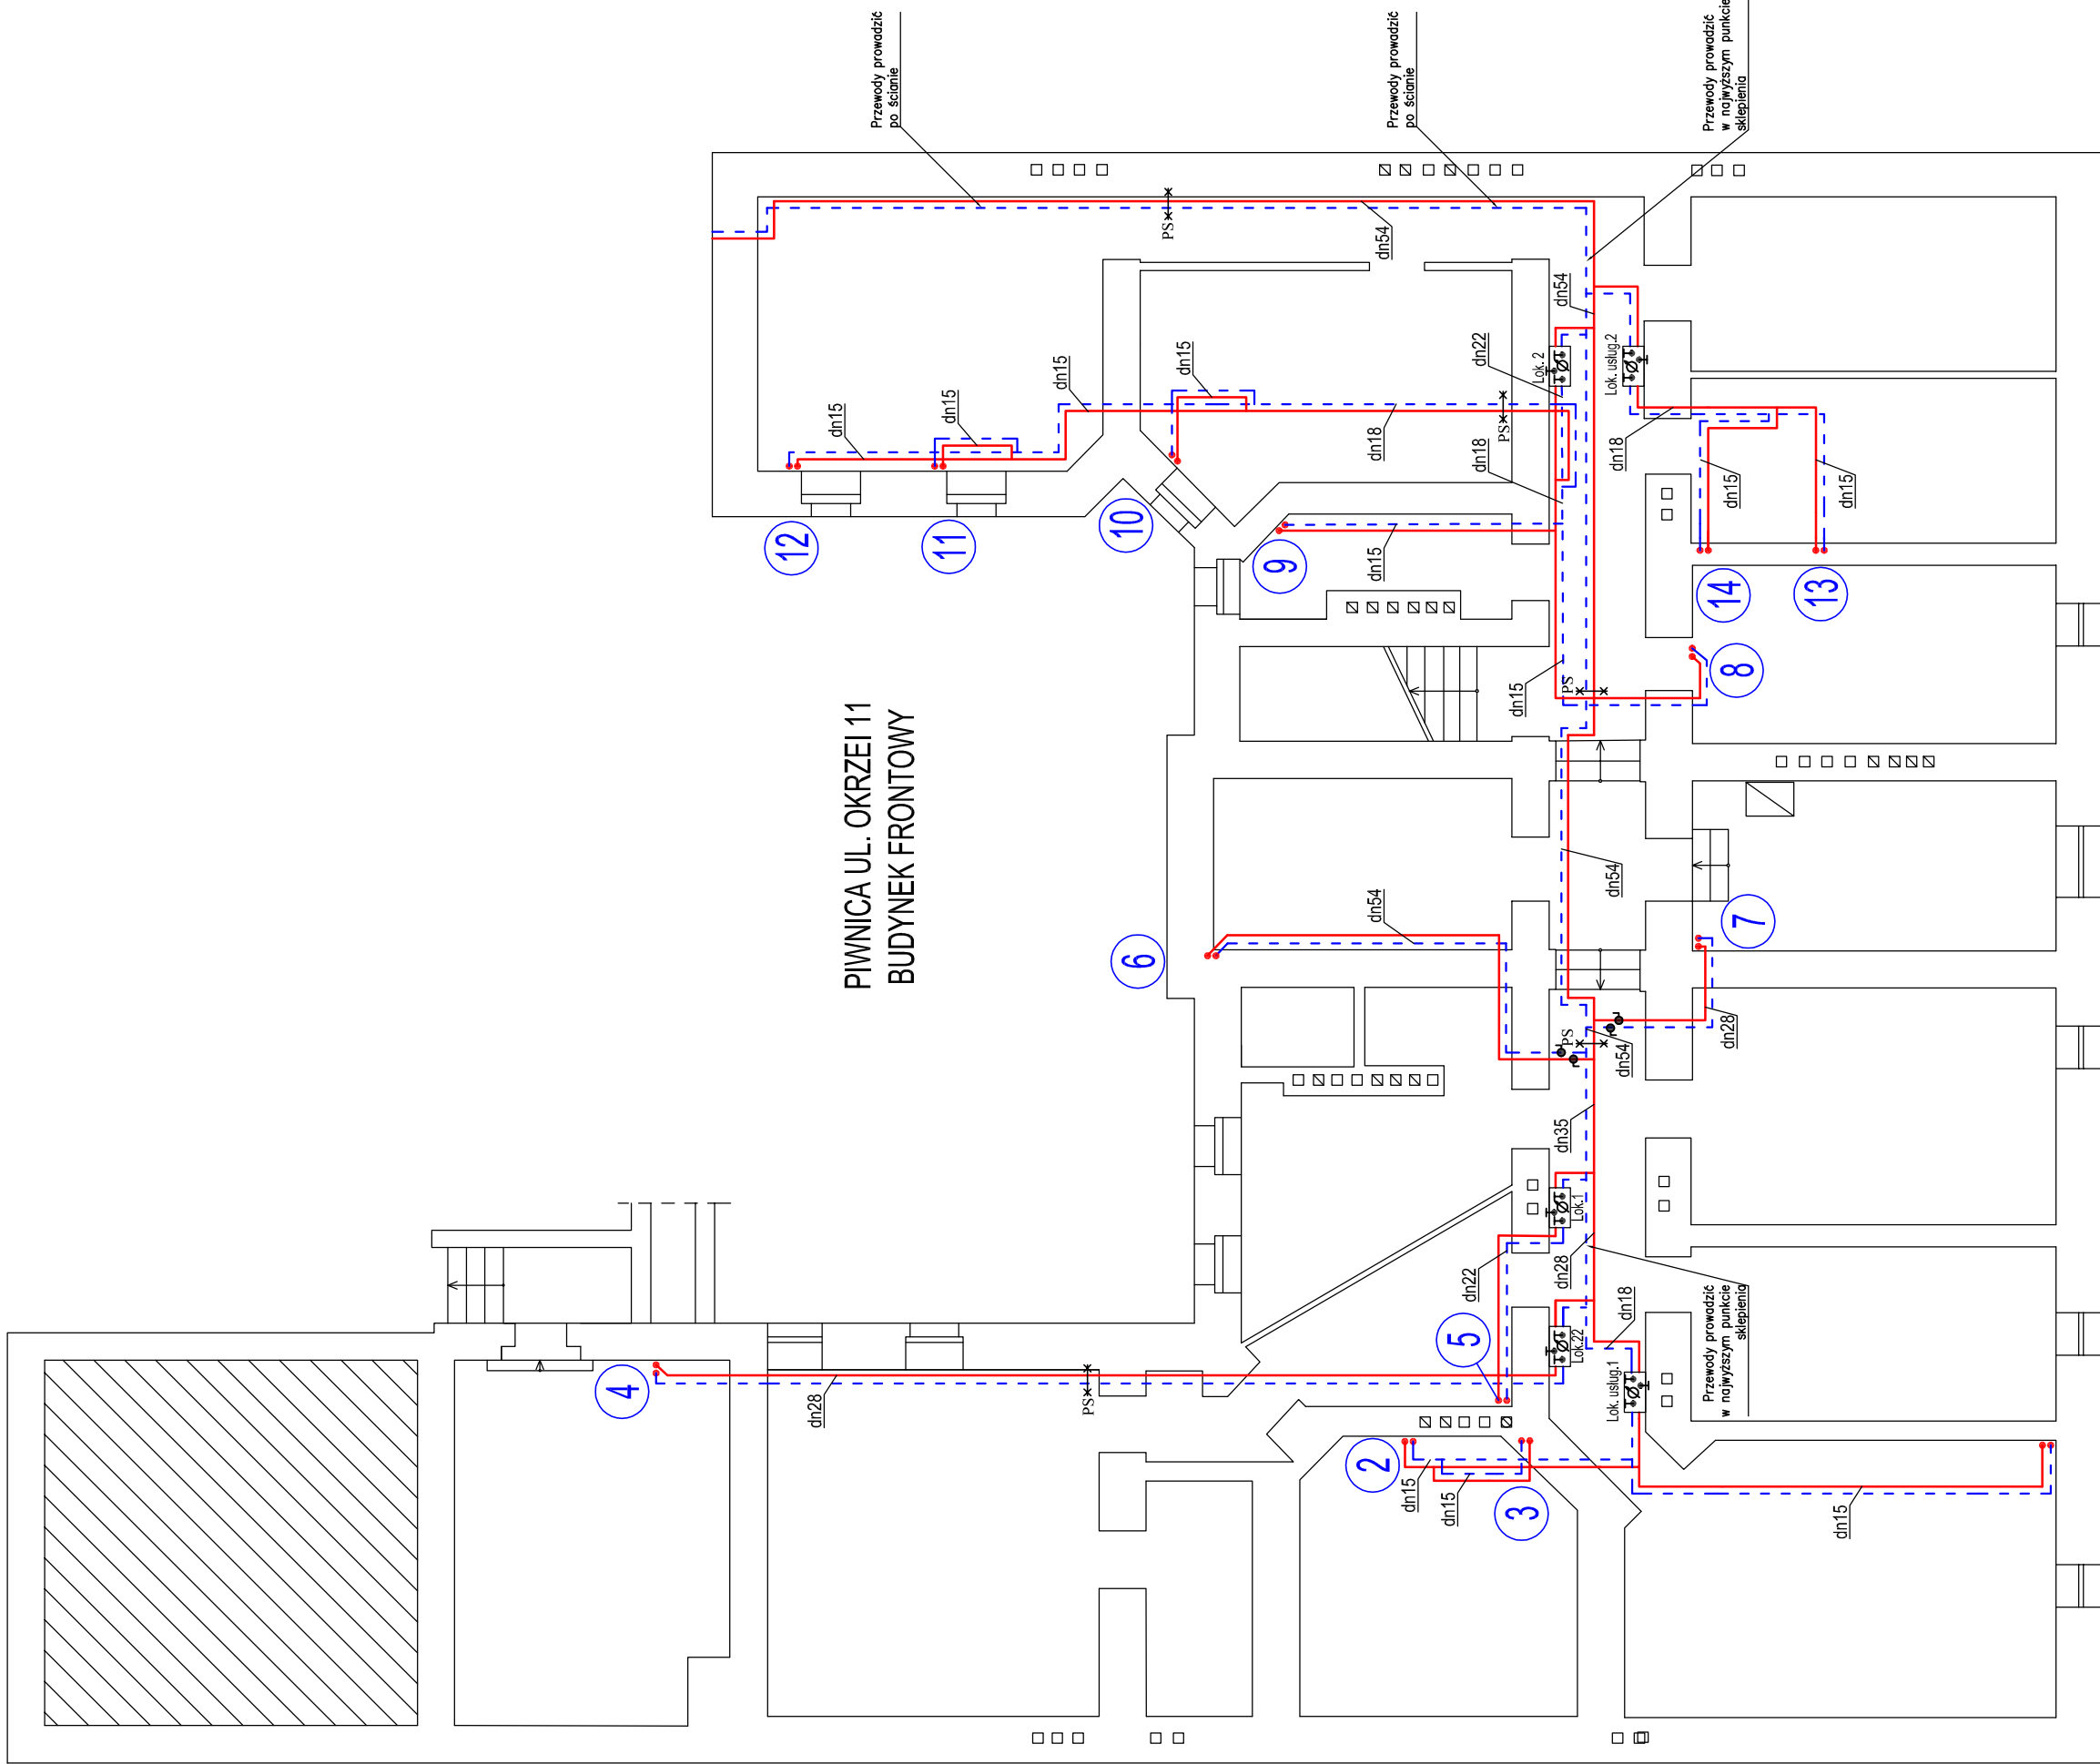 PIWNICA UL. OKRZEI 11
BUDYNEK FRONTOWY
Przewody prowadzić
po ścianie
Przewody prowadzić
po ścianie
Przewody prowadzić
w najwyższym punkcie
sklepienia
PS
dn54
dn54
dn15
dn15
dn15
dn15
dn18
dn22
Lok. 2
Lok. usług.2
PS
dn18
dn18
dn15
dn15
12
11
10
9
dn15
14
13
8
dn15
PS
dn54
dn54
6
7
PS
dn54
dn28
dn35
Lok.1
dn22
dn28
5
dn18
Lok.22
Lok. usług.1
Przewody prowadzić
w najwyższym punkcie
sklepienia
4
dn28
PS
2
dn15
dn15
3
dn15